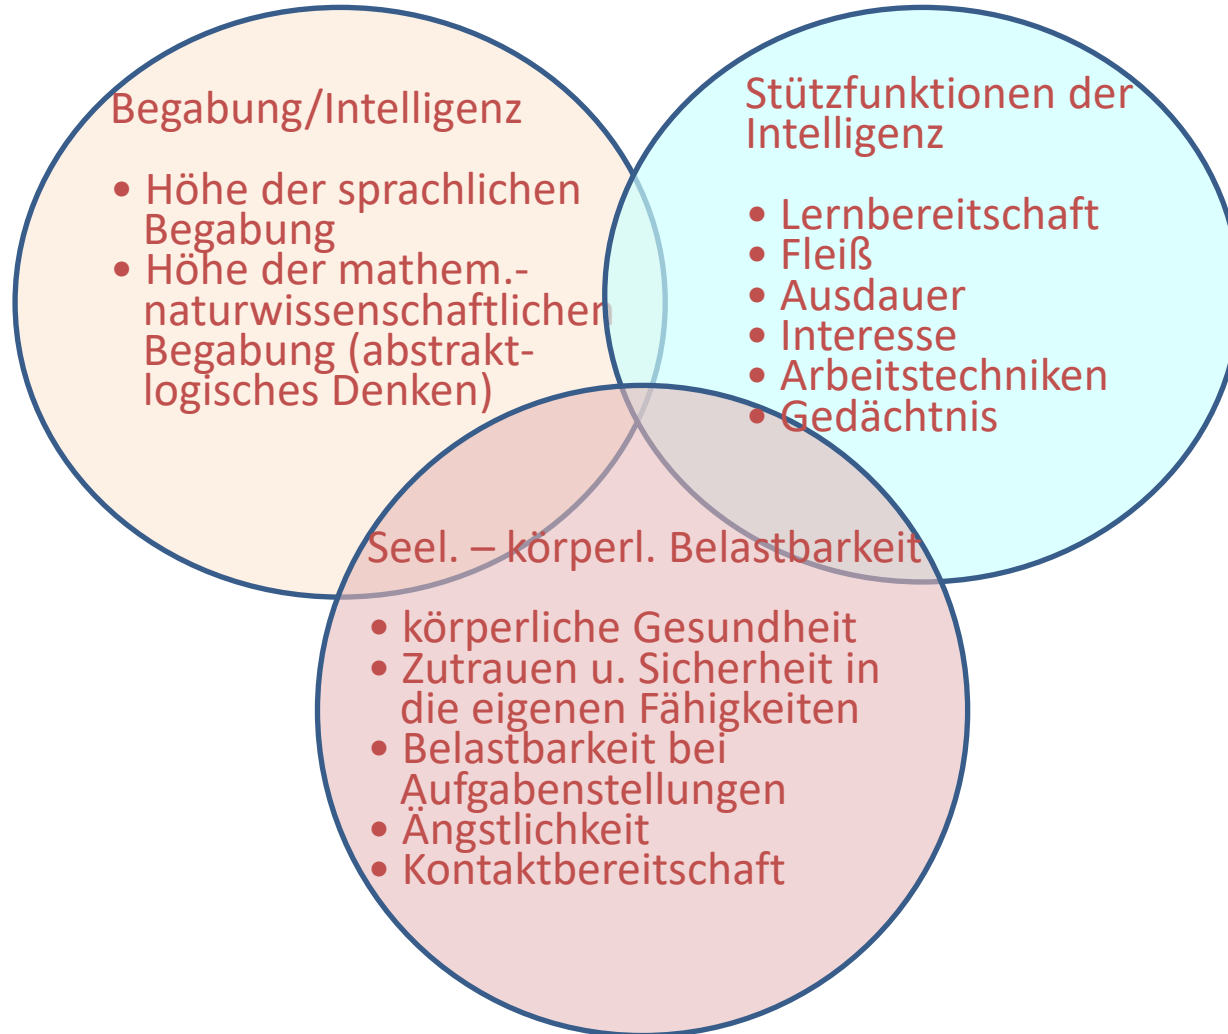 Begabung/Intelligenz
• Höhe der sprachlichen
Begabung
• Höhe der mathem.-
naturwissenschaftlichen
Begabung (abstrakt-
logisches Denken)
Stützfunktionen der
Intelligenz
• Lernbereitschaft
• Fleiß
• Ausdauer
• Interesse
• Arbeitstechniken
• Gedächtnis
Seel. – körperl. Belastbarkeit
• körperliche Gesundheit
• Zutrauen u. Sicherheit in
die eigenen Fähigkeiten
• Belastbarkeit bei
Aufgabenstellungen
• Ängstlichkeit
• Kontaktbereitschaft